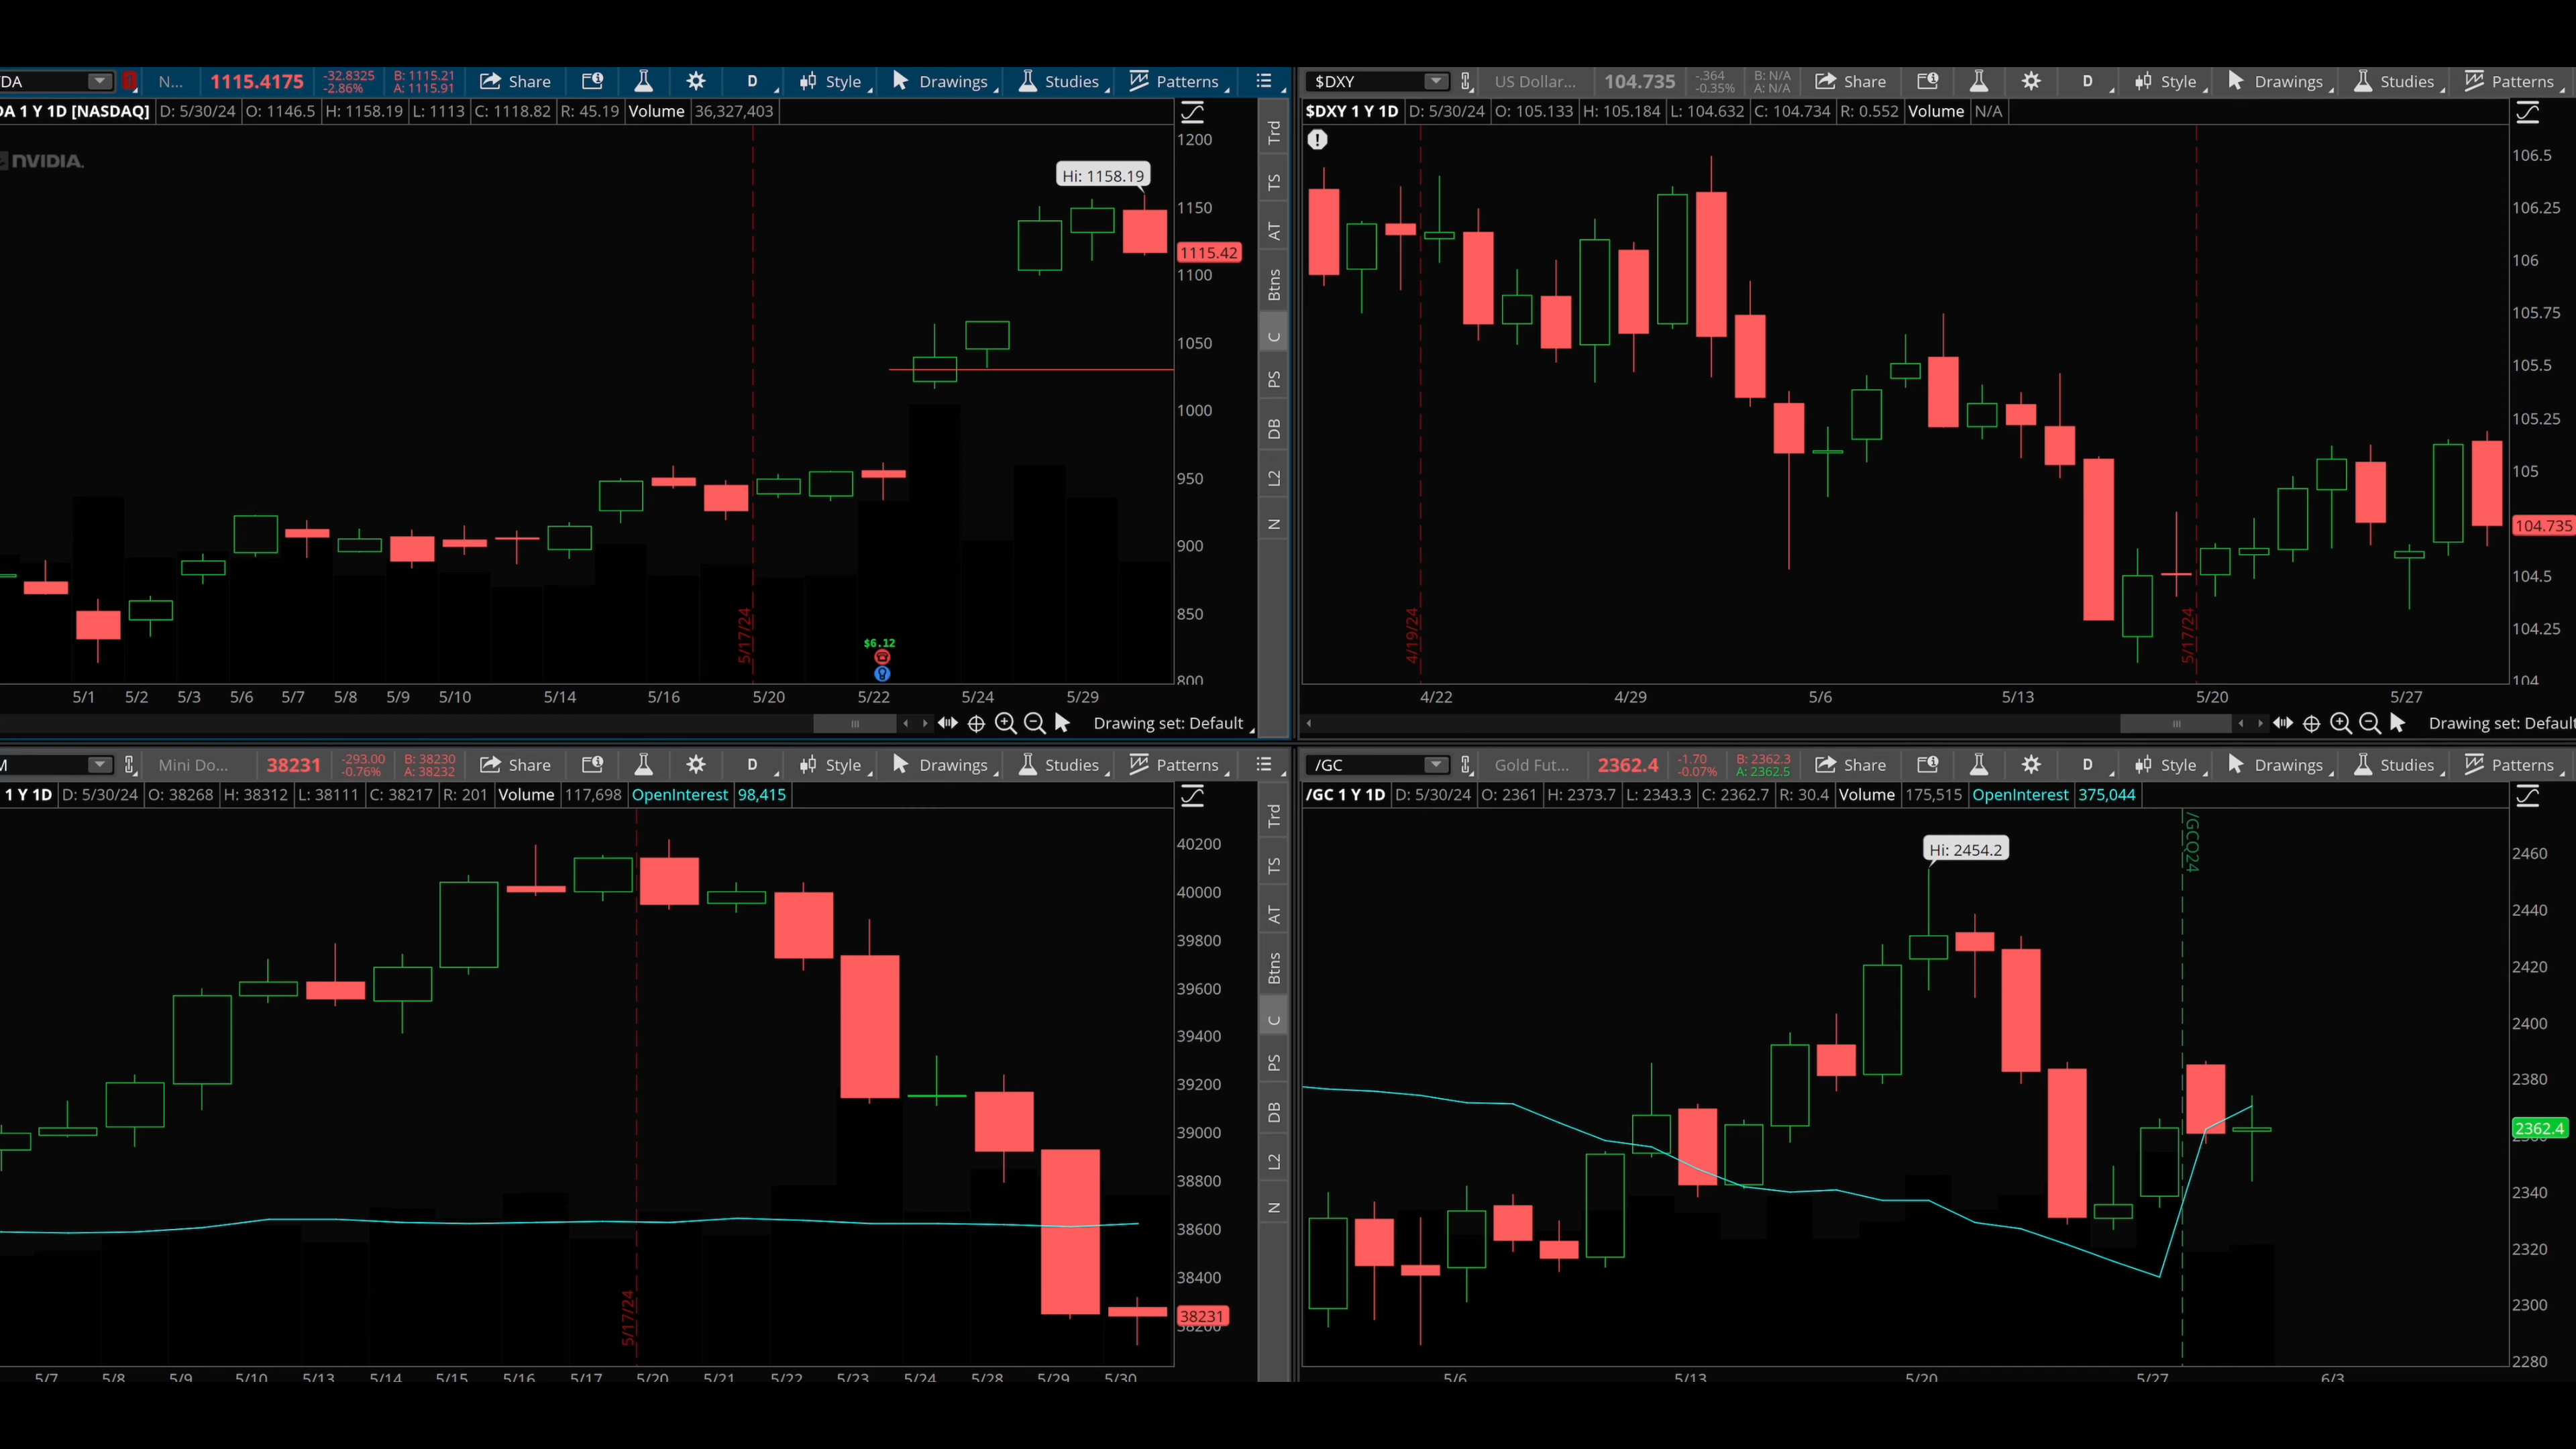 DA N... 1115.4175 -32.8325 -2.86% B: 1115.21 A: 1115.91 Share D Style Drawings Studies Patterns
DA 1 Y 1D [NASDAQ] D: 5/30/24 O: 1146.5 H: 1158.19 L: 1113 C: 1118.82 R: 45.19 Volume 36,327,403
NVIDIA.
Hi: 1158.19
1200
1150
1115.42
1100
1050
1000
950
900
850
800
5/17/24
$6.12
5/1 5/2 5/3 5/6 5/7 5/8 5/9 5/10 5/14 5/16 5/20 5/22 5/24 5/29
Drawing set: Default
Trd
TS
AT
Btns
C
PS
DB
L2
N
$DXY US Dollar... 104.735 -.364 -0.35% B: N/A A: N/A Share D Style Drawings Studies Patterns
$DXY 1 Y 1D D: 5/30/24 O: 105.133 H: 105.184 L: 104.632 C: 104.734 R: 0.552 Volume N/A
106.5
106.25
106
105.75
105.5
105.25
105
104.735
104.5
104.25
104
4/19/24
5/17/24
4/22 4/29 5/6 5/13 5/20 5/27
Drawing set: Default
M Mini Do... 38231 -293.00 -0.76% B: 38230 A: 38232 Share D Style Drawings Studies Patterns
1 Y 1D D: 5/30/24 O: 38268 H: 38312 L: 38111 C: 38217 R: 201 Volume 117,698 OpenInterest 98,415
40200
40000
39800
39600
39400
39200
39000
38800
38600
38400
38231
38200
5/17/24
5/7 5/8 5/9 5/10 5/13 5/14 5/15 5/16 5/17 5/20 5/21 5/22 5/23 5/24 5/28 5/29 5/30
Trd
TS
AT
Btns
C
PS
DB
L2
N
/GC Gold Fut... 2362.4 -1.70 -0.07% B: 2362.3 A: 2362.5 Share D Style Drawings Studies Patterns
/GC 1 Y 1D D: 5/30/24 O: 2361 H: 2373.7 L: 2343.3 C: 2362.7 R: 30.4 Volume 175,515 OpenInterest 375,044
Hi: 2454.2
/GCQ24
2460
2440
2420
2400
2380
2362.4
2340
2320
2300
2280
5/6 5/13 5/20 5/27 6/3